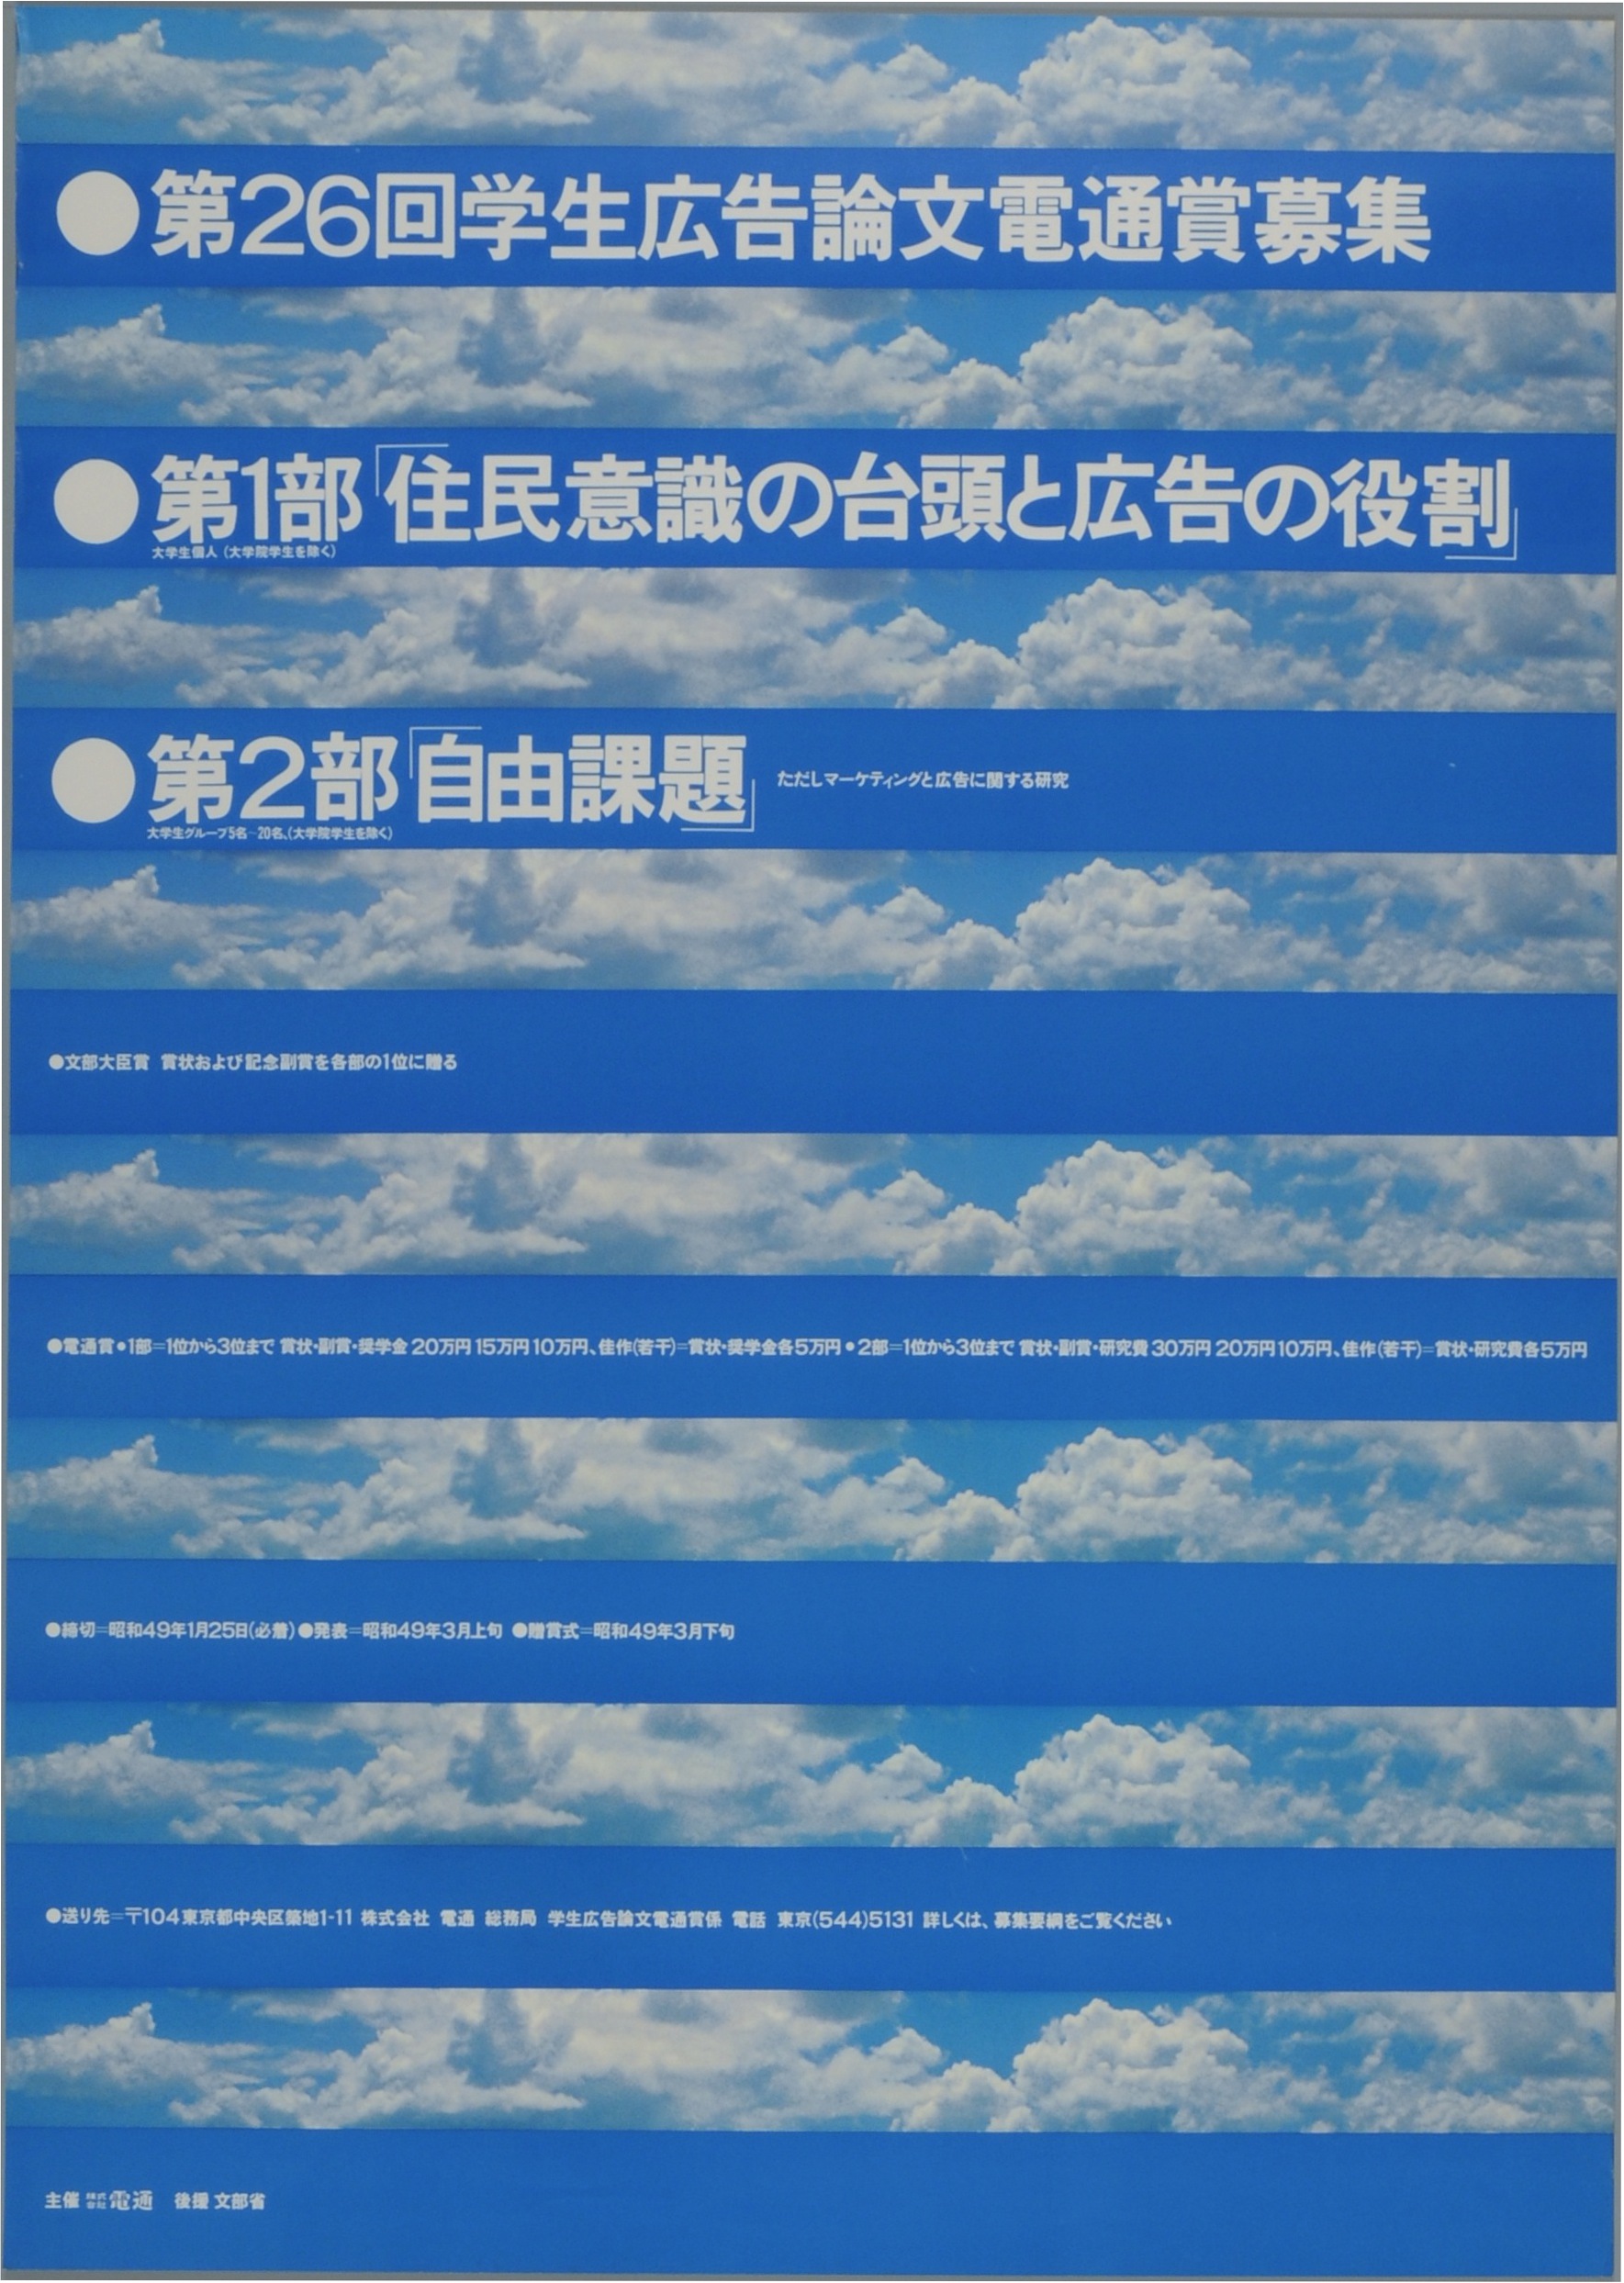 ●第26回学生広告論文電通賞募集
●第1部「住民意識の台頭と広告の役割」
大学生個人（大学院学生を除く）
●第2部「自由課題」 ただしマーケティングと広告に関する研究
大学生グループ5名～20名、（大学院学生を除く）
●文部大臣賞 賞状および記念副賞を各部の1位に贈る
●電通賞●1部＝1位から3位まで 賞状・副賞・奨学金 20万円 15万円 10万円、佳作（若干）＝賞状・奨学金各5万円●2部＝1位から3位まで 賞状・副賞・研究費 30万円 20万円 10万円、佳作（若干）＝賞状・研究費各5万円
●締切＝昭和49年1月25日（必着）●発表＝昭和49年3月上旬 ●贈賞式＝昭和49年3月下旬
●送り先＝〒104東京都中央区築地1-11 株式会社 電通 総務局 学生広告論文電通賞係 電話 東京（544）5131 詳しくは、募集要綱をご覧ください
主催 株式会社電通 後援 文部省